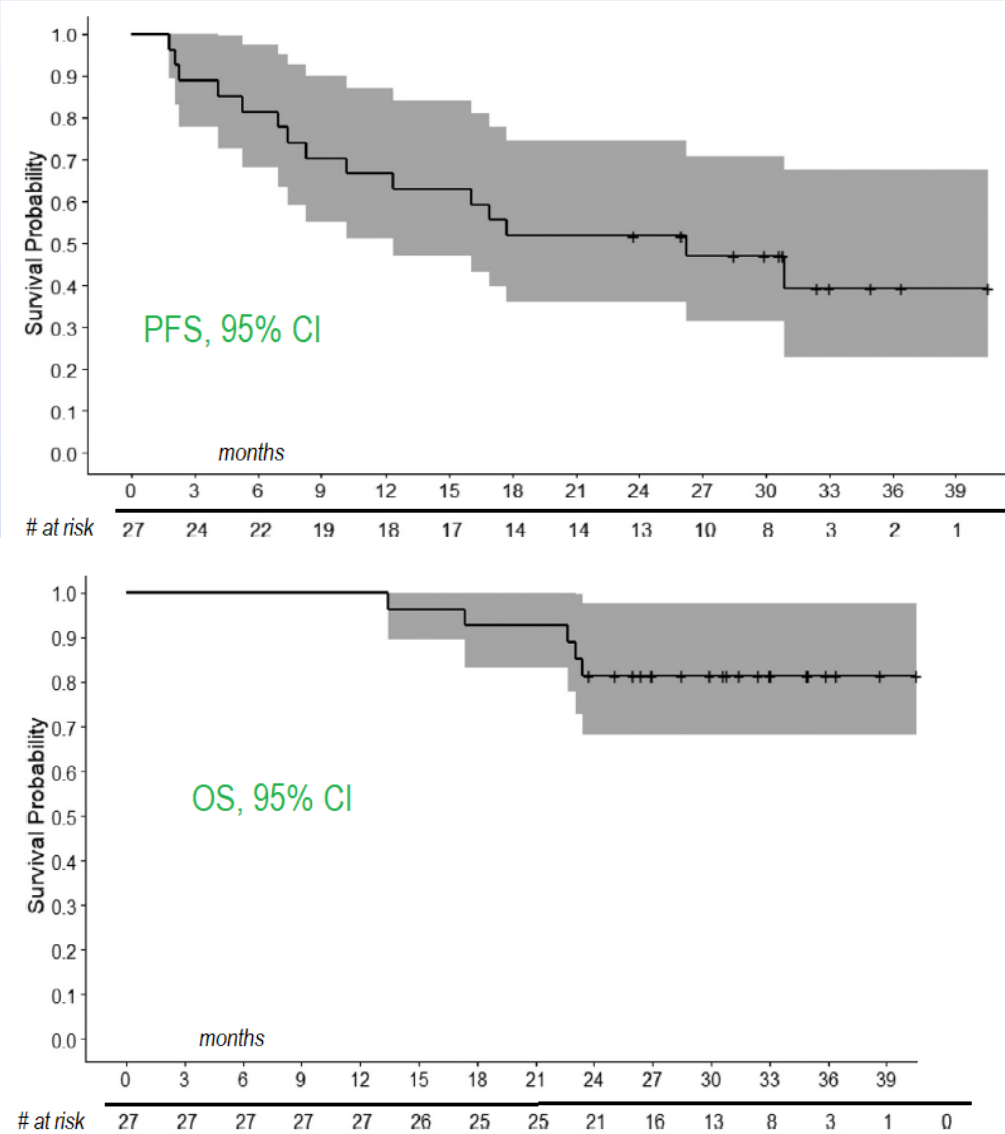 1.0
0.9
0.8
0.7
0.6
0.5
0.4
0.3
0.2
0.1
0.0
Survival Probability
PFS, 95% CI
months
0 3 6 9 12 15 18 21 24 27 30 33 36 39
# at risk 27 24 22 19 18 17 14 14 13 10 8 3 2 1
1.0
0.9
0.8
0.7
0.6
0.5
0.4
0.3
0.2
0.1
0.0
Survival Probability
OS, 95% CI
months
0 3 6 9 12 15 18 21 24 27 30 33 36 39
# at risk 27 27 27 27 27 26 25 25 21 16 13 8 3 1 0